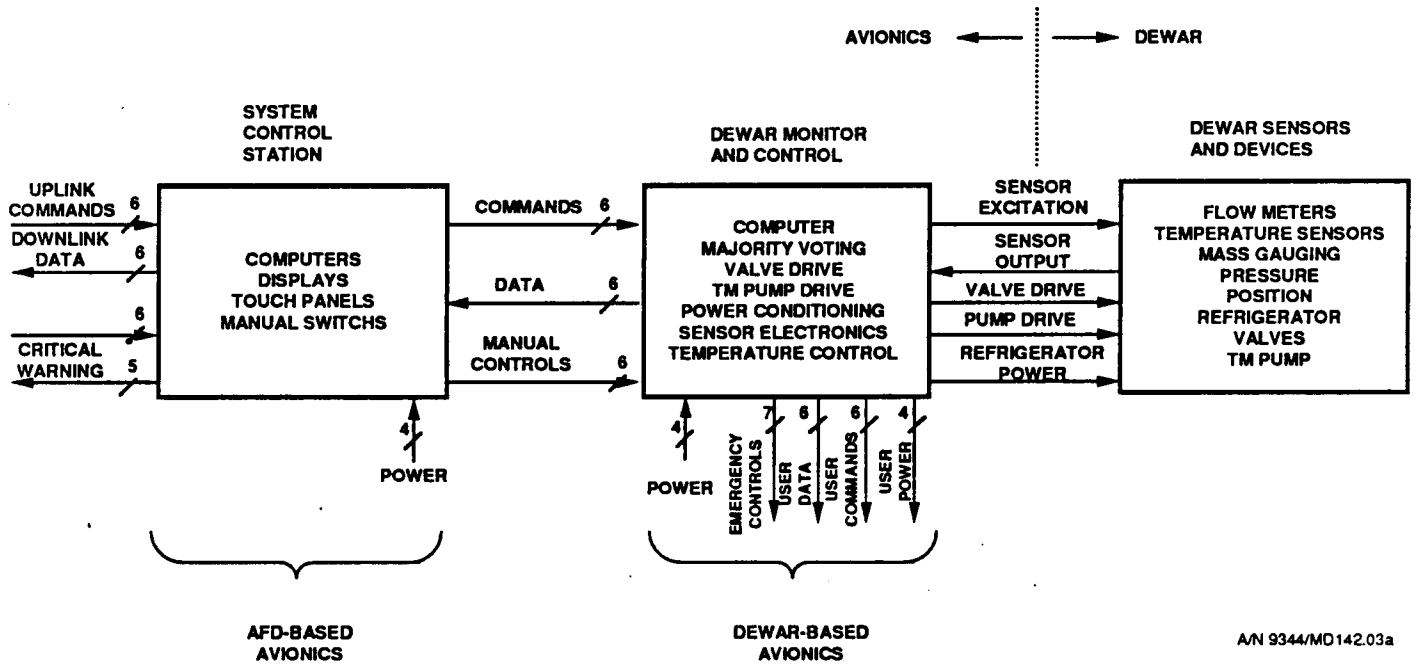 AVIONICS
DEWAR
SYSTEM
CONTROL
STATION
DEWAR MONITOR
AND CONTROL
DEWAR SENSORS
AND DEVICES
UPLINK
COMMANDS
6
DOWNLINK
DATA
6
6
CRITICAL
WARNING
5
COMPUTERS
DISPLAYS
TOUCH PANELS
MANUAL SWITCHS
4
POWER
COMMANDS
6
DATA
6
MANUAL
CONTROLS
6
COMPUTER
MAJORITY VOTING
VALVE DRIVE
TM PUMP DRIVE
POWER CONDITIONING
SENSOR ELECTRONICS
TEMPERATURE CONTROL
4
POWER
7
EMERGENCY
CONTROLS
6
USER
DATA
6
USER
COMMANDS
4
USER
POWER
SENSOR
EXCITATION
SENSOR
OUTPUT
VALVE DRIVE
PUMP DRIVE
REFRIGERATOR
POWER
FLOW METERS
TEMPERATURE SENSORS
MASS GAUGING
PRESSURE
POSITION
REFRIGERATOR
VALVES
TM PUMP
AFD-BASED
AVIONICS
DEWAR-BASED
AVIONICS
A/N 9344/MD142.03a